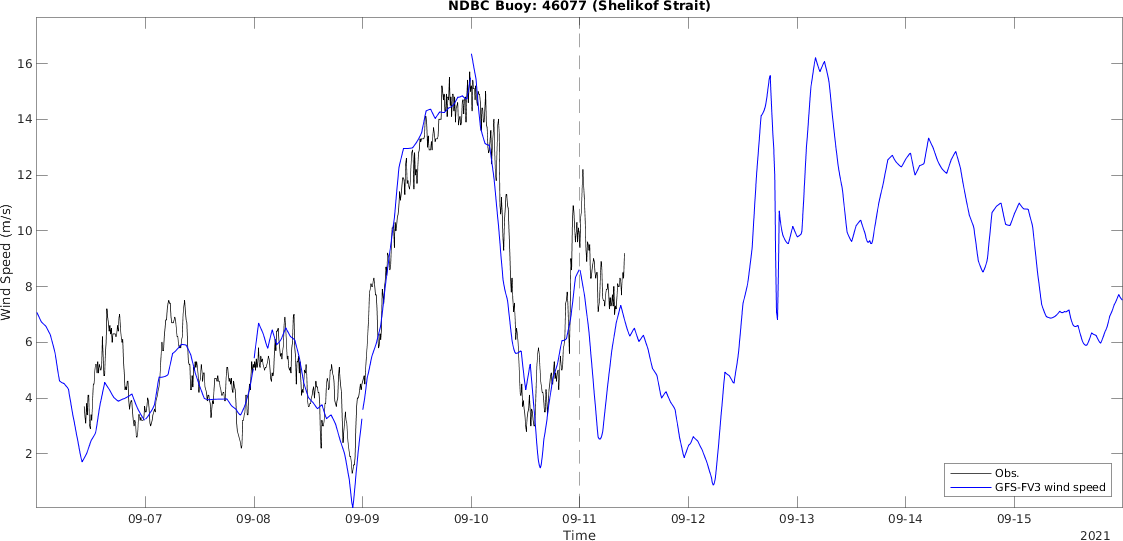 NDBC Buoy: 46077 (Shelikof Strait)
Wind Speed (m/s)
16
14
12
10
8
6
4
2
Obs.
GFS-FV3 wind speed
09-07 09-08 09-09 09-10 09-11 09-12 09-13 09-14 09-15
Time
2021